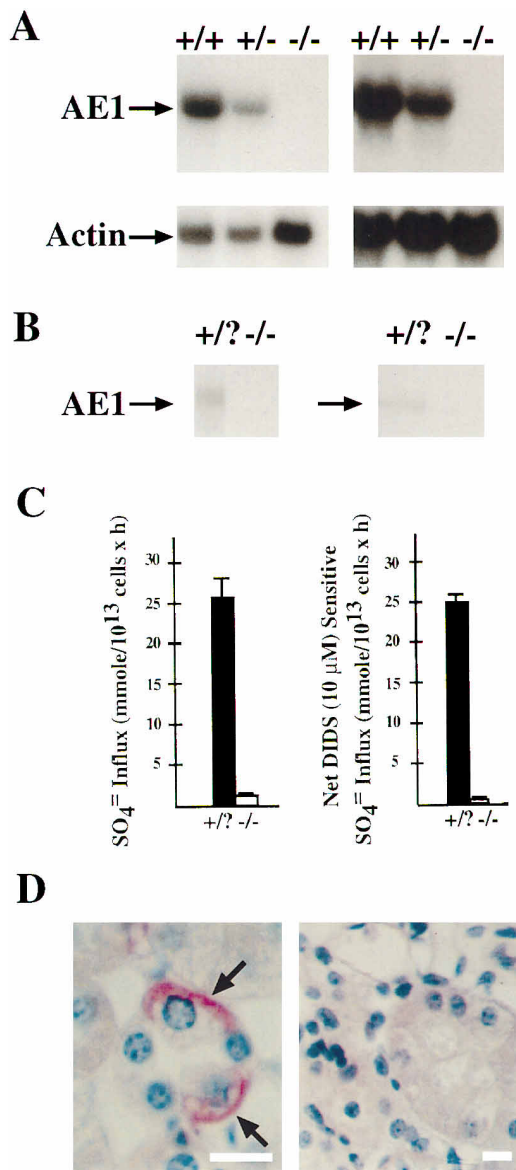 A
+/+ +/- -/- +/+ +/- -/-
AE1
Actin
B
+/? -/- +/? -/-
AE1
C
SO4= Influx (mmole/10^13 cells x h)
30
25
20
15
10
5
+/? -/-
Net DIDS (10 µM) Sensitive
SO4= Influx (mmole/10^13 cells x h)
30
25
20
15
10
5
+/? -/-
D